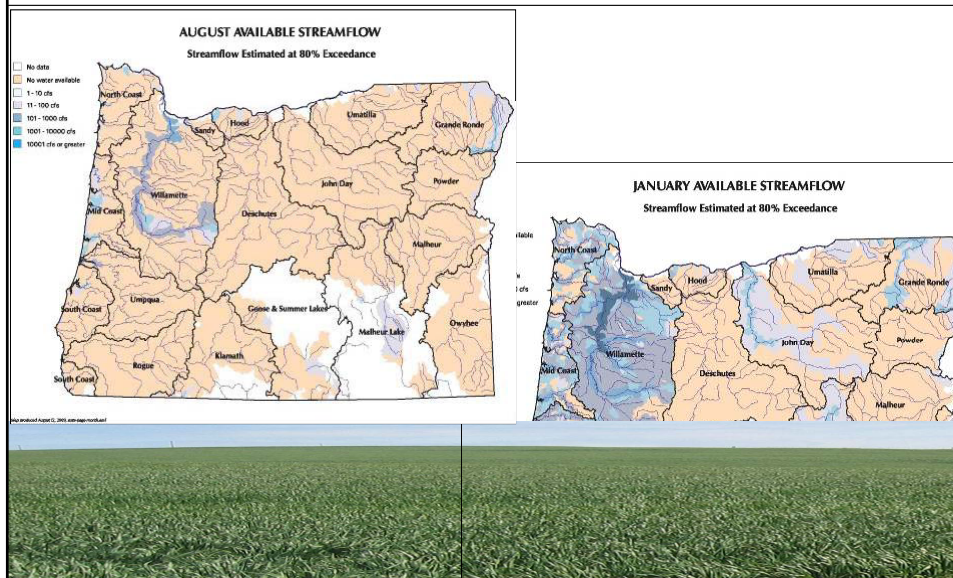 AUGUST AVAILABLE STREAMFLOW
Streamflow Estimated at 80% Exceedance
No data
No water available
1 - 10 cfs
11 - 100 cfs
101 - 1000 cfs
1001 - 10000 cfs
10001 cfs or greater
North Coast
Sandy
Hood
Umatilla
Grande Ronde
Willamette
John Day
Powder
Mid Coast
Deschutes
Malheur
Umpqua
South Coast
Goose & Summer Lakes
Malheur Lake
Owyhee
Rogue
Klamath
South Coast
JANUARY AVAILABLE STREAMFLOW
Streamflow Estimated at 80% Exceedance
ilable
cfs
greater
North Coast
Sandy
Hood
Umatilla
Grande Ronde
Willamette
John Day
Powder
Mid Coast
Deschutes
Malheur